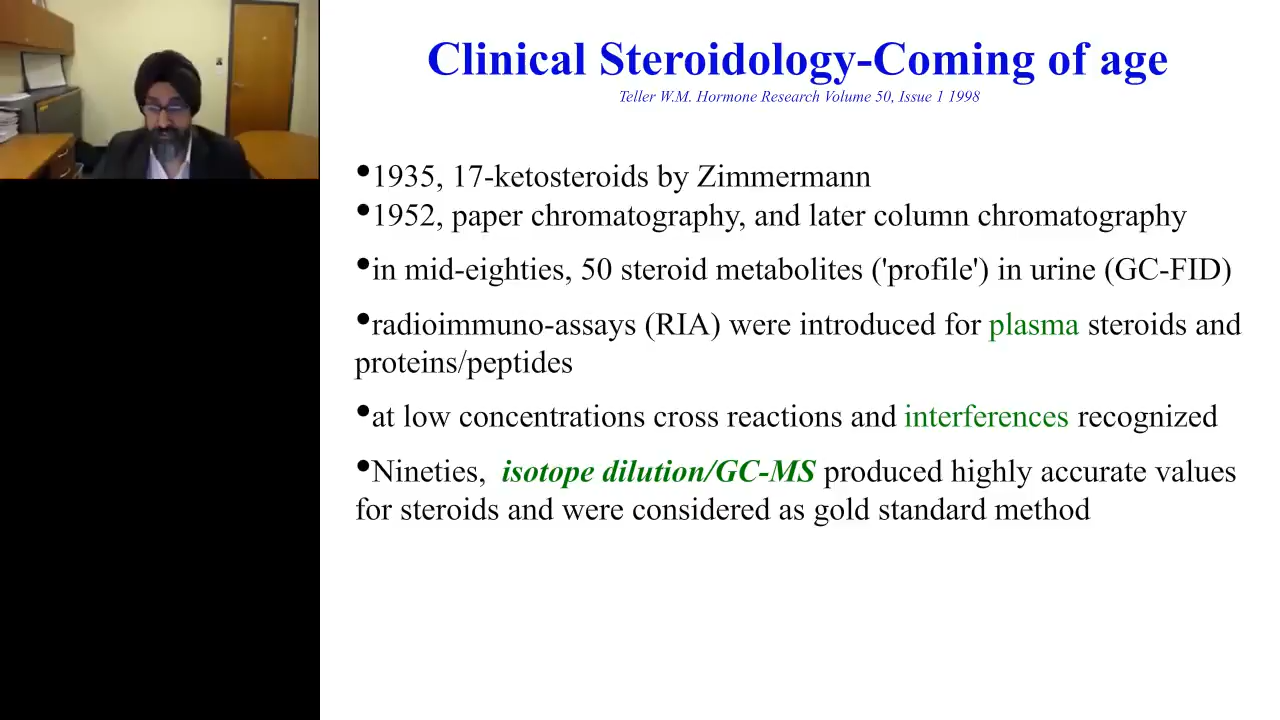 Clinical Steroidology-Coming of age
Teller W.M. Hormone Research Volume 50, Issue 1 1998
•1935, 17-ketosteroids by Zimmermann
•1952, paper chromatography, and later column chromatography
•in mid-eighties, 50 steroid metabolites ('profile') in urine (GC-FID)
•radioimmuno-assays (RIA) were introduced for plasma steroids and
proteins/peptides
•at low concentrations cross reactions and interferences recognized
•Nineties,  isotope dilution/GC-MS produced highly accurate values
for steroids and were considered as gold standard method